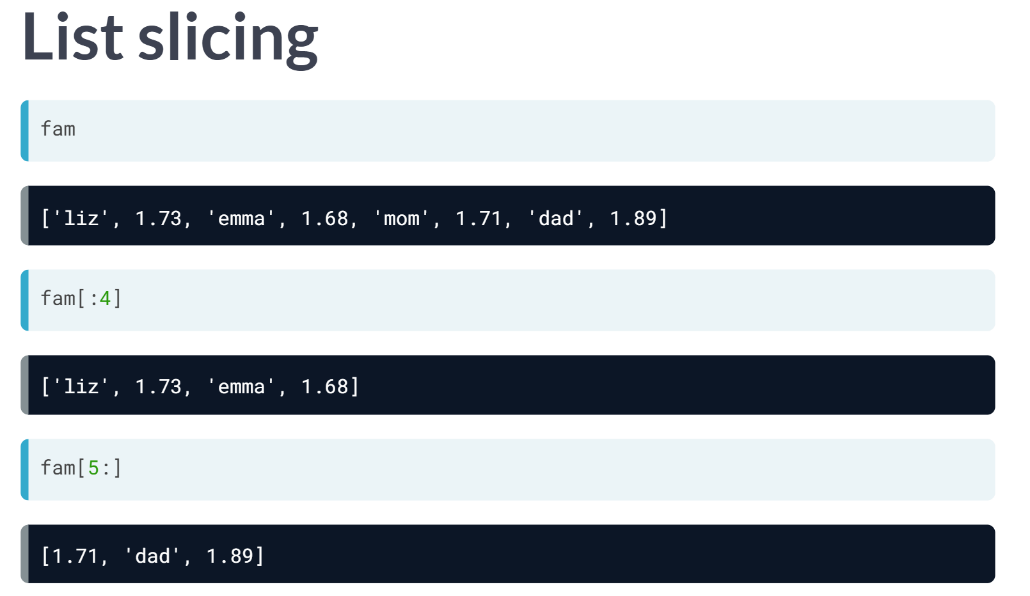 List slicing
fam
['liz', 1.73, 'emma', 1.68, 'mom', 1.71, 'dad', 1.89]
fam[:4]
['liz', 1.73, 'emma', 1.68]
fam[5:]
[1.71, 'dad', 1.89]